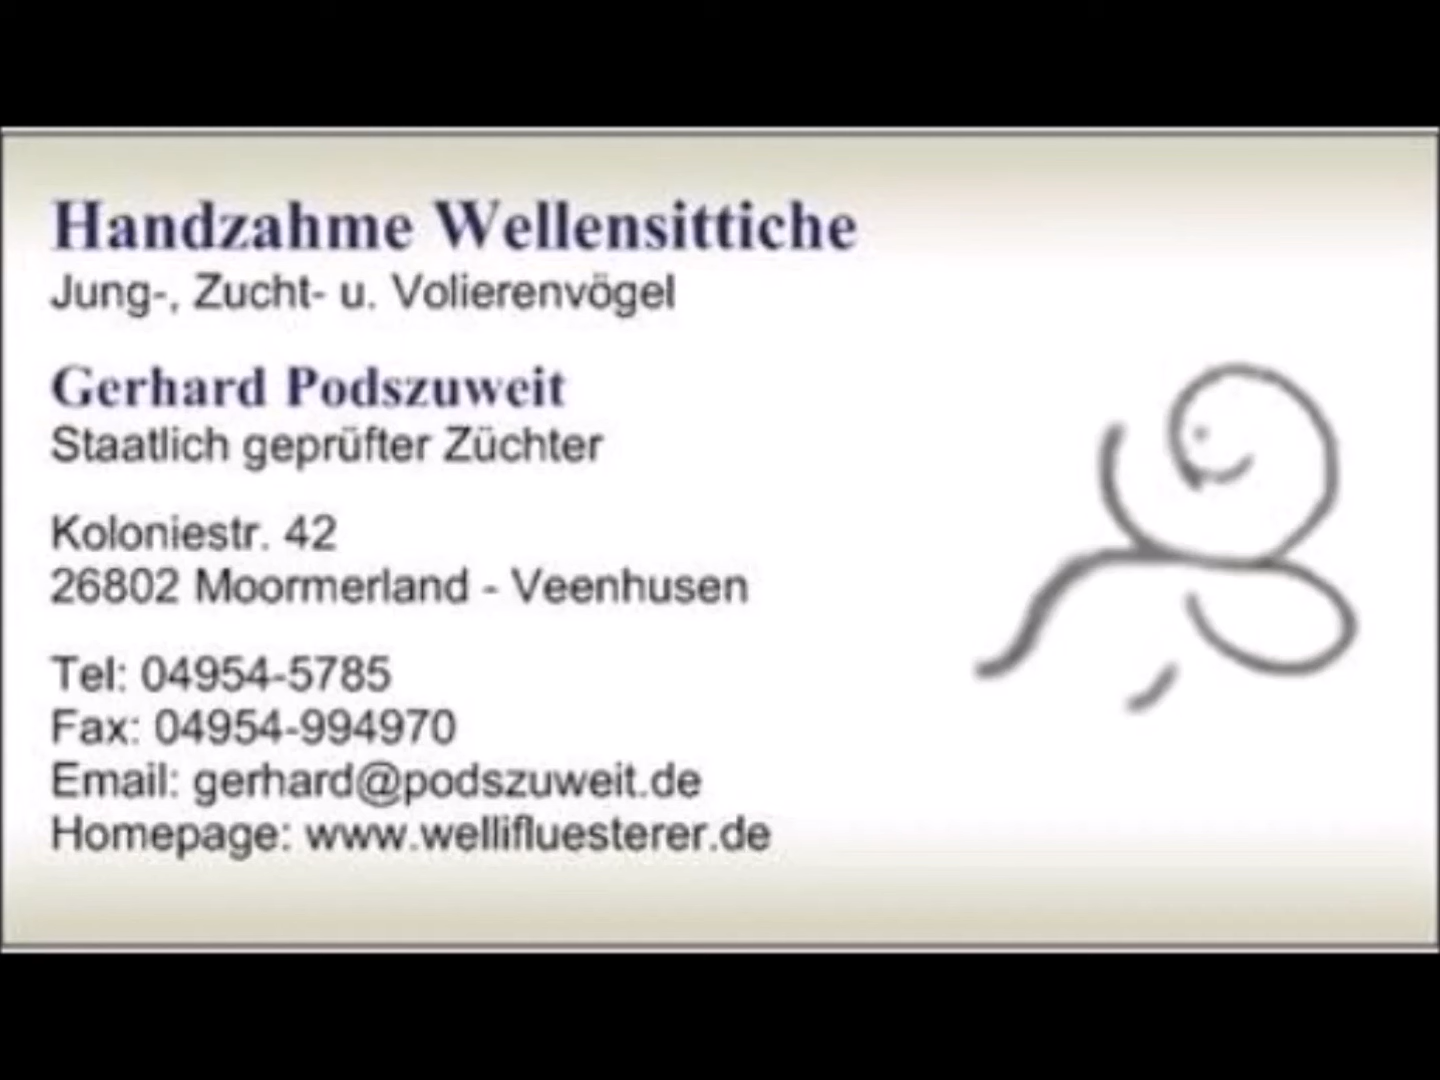 Handzahme Wellensittiche
Jung-, Zucht- u. Volierenvögel
Gerhard Podszuweit
Staatlich geprüfter Züchter
Koloniestr. 42
26802 Moormerland - Veenhusen
Tel: 04954-5785
Fax: 04954-994970
Email: gerhard@podszuweit.de
Homepage: www.wellifluesterer.de